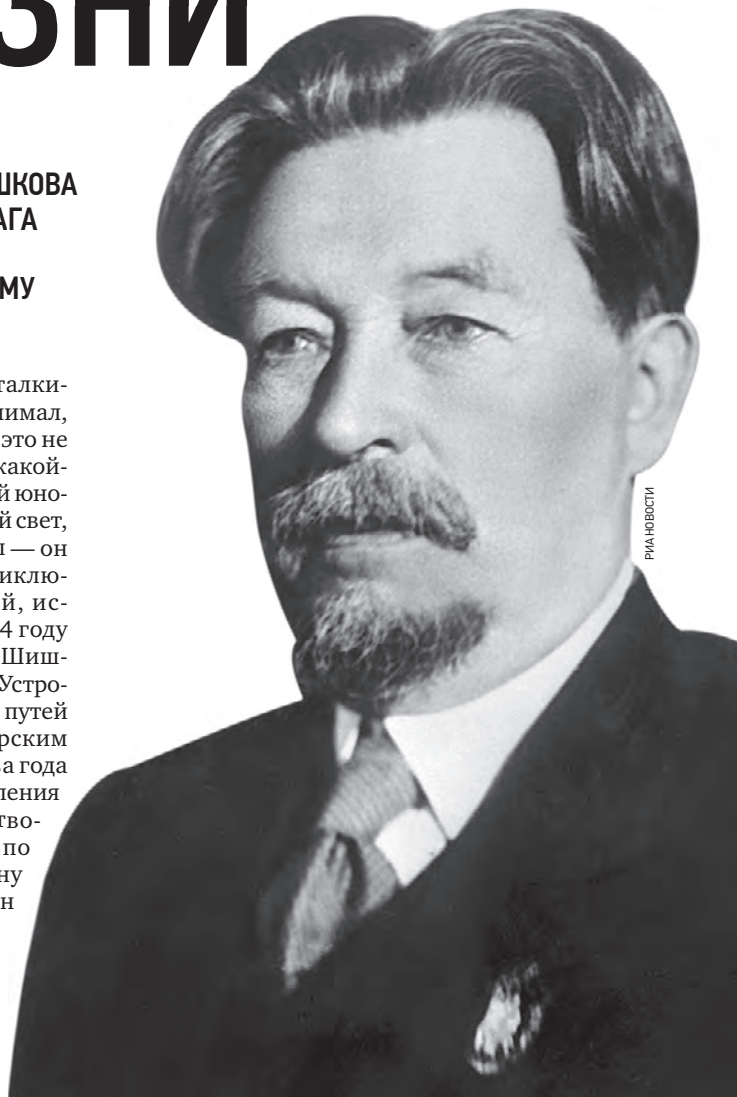 ЗНИ
ШКОВА
АГА
МУ
талки-
нимал,
это не
какой-
й юно-
й свет,
л — он
иклю-
й, ис-
4 году
Шиш-
Устро-
путей
рским
ва года
ления
тво-
по
ну
н
РИА НОВОСТИ